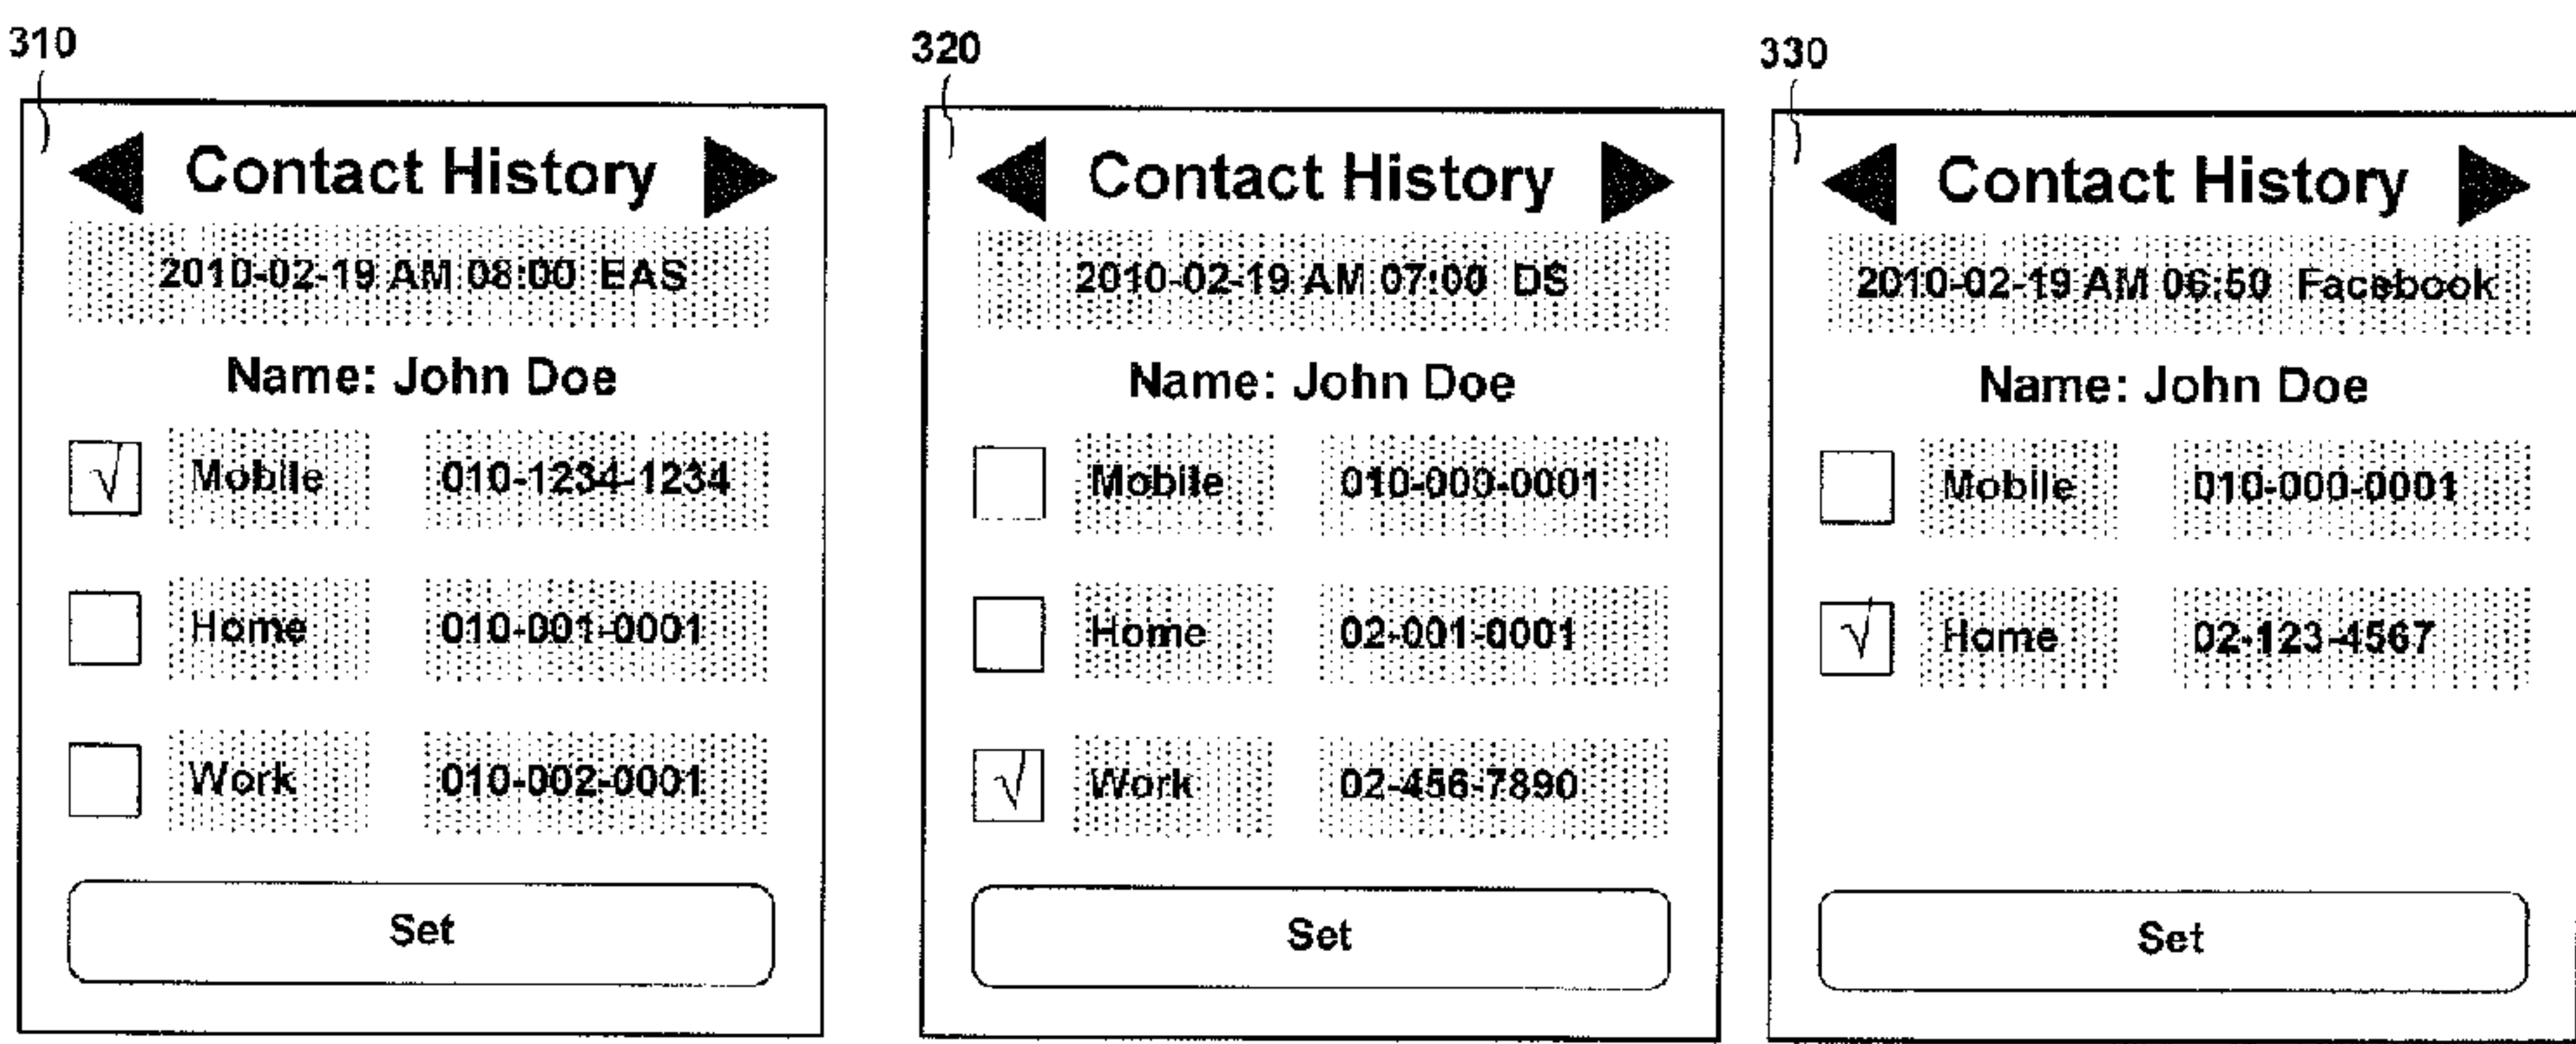 310
Contact History
2010-02-19 AM 08:00 EAS
Name: John Doe
√ Mobile 010-1234-1234
Home 010-001-0001
Work 010-002-0001
Set
320
Contact History
2010-02-19 AM 07:00 DS
Name: John Doe
Mobile 010-000-0001
Home 02-001-0001
√ Work 02-456-7890
Set
330
Contact History
2010-02-19 AM 06:50 Facebook
Name: John Doe
Mobile 010-000-0001
√ Home 02-123-4567
Set